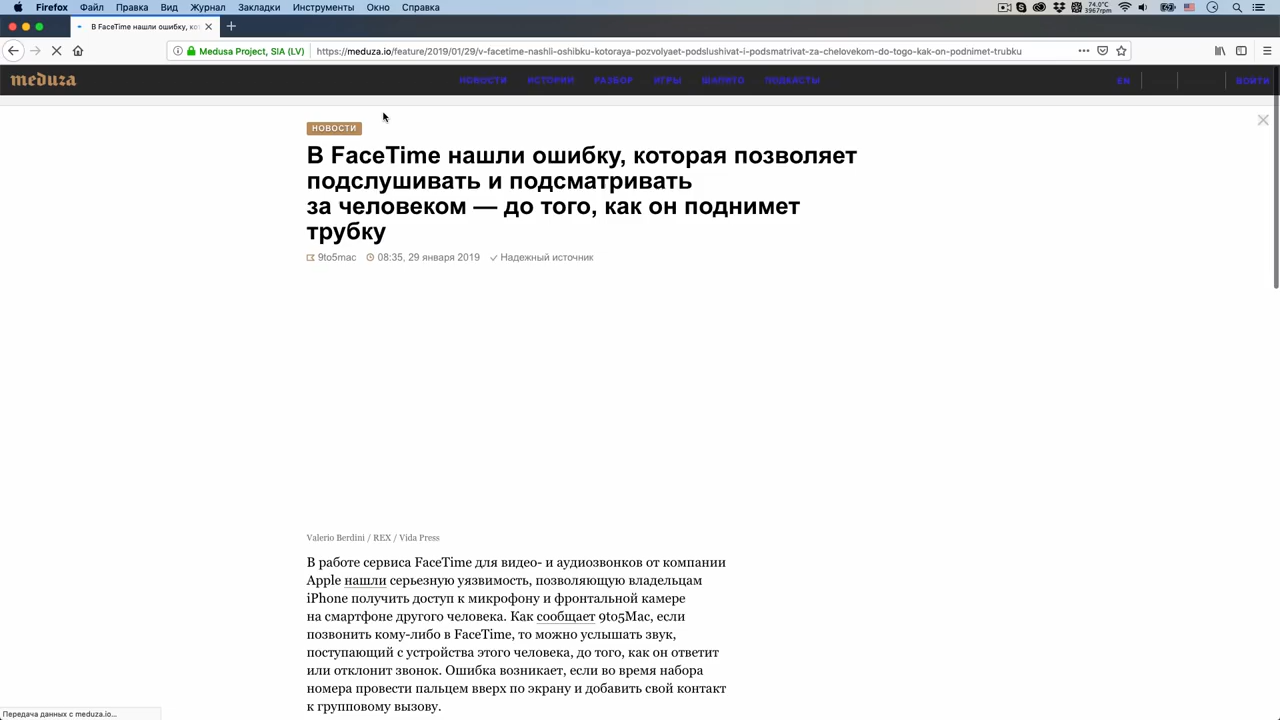 Firefox Файл Правка Вид Журнал Закладки Инструменты Окно Справка 74.0°C 3967rpm
В FaceTime нашли ошибку, кот
Medusa Project, SIA (LV) https://meduza.io/feature/2019/01/29/v-facetime-nashli-oshibku-kotoraya-pozvolyaet-podslushivat-i-podsmatrivat-za-chelovekom-do-togo-kak-on-podnimet-trubku
meduza НОВОСТИ ИСТОРИИ РАЗБОР ИГРЫ ШАПИТО ПОДКАСТЫ EN ВОЙТИ
НОВОСТИ
В FaceTime нашли ошибку, которая позволяет
подслушивать и подсматривать
за человеком — до того, как он поднимет
трубку
9to5mac 08:35, 29 января 2019 Надежный источник
Valerio Berdini / REX / Vida Press
В работе сервиса FaceTime для видео- и аудиозвонков от компании
Apple нашли серьезную уязвимость, позволяющую владельцам
iPhone получить доступ к микрофону и фронтальной камере
на смартфоне другого человека. Как сообщает 9to5Mac, если
позвонить кому-либо в FaceTime, то можно услышать звук,
поступающий с устройства этого человека, до того, как он ответит
или отклонит звонок. Ошибка возникает, если во время набора
номера провести пальцем вверх по экрану и добавить свой контакт
к групповому вызову.
Передача данных с meduza.io...